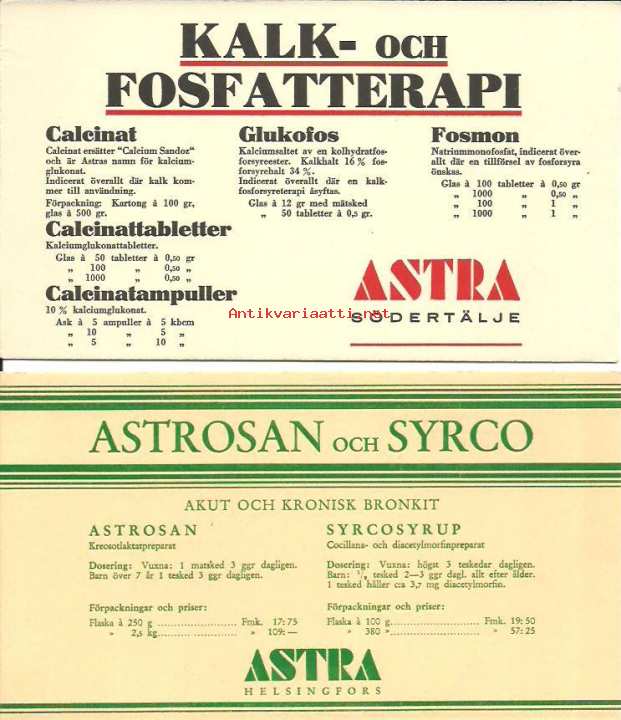 KALK- OCH
FOSFATTERAPI
Calcinat
Calcinat ersätter "Calcium Sandoz"
och är Astras namn för kalcium-
glukonat.
Indicerat överallt där kalk kom-
mer till användning.
Förpackning: Kartong à 100 gr,
glas à 500 gr.
Calcinattabletter
Kalciumglukonattabletter.
Glas à 50 tabletter à 0,50 gr
„ 100 „ 0,50 „
„ 1000 „ 0,50 „
Calcinatampuller
10 % kalciumglukonat.
Ask à 5 ampuller à 5 kbcm
„ 10 „ 5 „
„ 5 „ 10 „
Glukofos
Kalciumsaltet av en kolhydratfos-
forsyreester. Kalkhalt 16 % fos-
forsyrehalt 34 %.
Indicerat överallt där en kalk-
fosforsyreterapi åsyftas.
Glas à 12 gr med mätsked
„ 50 tabletter à 0,5 gr.
Fosmon
Natriummonofosfat, indicerat över-
allt där en tillförsel av fosforsyra
önskas.
Glas à 100 tabletter à 0,50 gr
„ 1000 „ 0,50 „
„ 100 „ 1 „
„ 1000 „ 1 „
ASTRA
SÖDERTÄLJE
Antikvariaatti.net
ASTROSAN OCH SYRCO
AKUT OCH KRONISK BRONKIT
ASTROSAN
Kreosotlaktatpreparat
Dosering: Vuxna: 1 matsked 3 ggr dagligen.
Barn över 7 år 1 tesked 3 ggr dagligen.
Förpackningar och priser:
Flaska à 250 g ..................... Fmk. 17: 75
» 2,5 kg..................... » 109: —
SYRCOSYRUP
Cocillana- och diacetylmorfinpreparat
Dosering: Vuxna: högst 3 teskedar dagligen.
Barn: tesked 2—3 ggr dagl. allt efter ålder.
1 tesked håller c:a 3,7 mg diacetylmorfin.
Förpackningar och priser:
Flaska à 100 g........................ Fmk. 19: 50
» 380 »........................ » 57: 25
ASTRA
HELSINGFORS